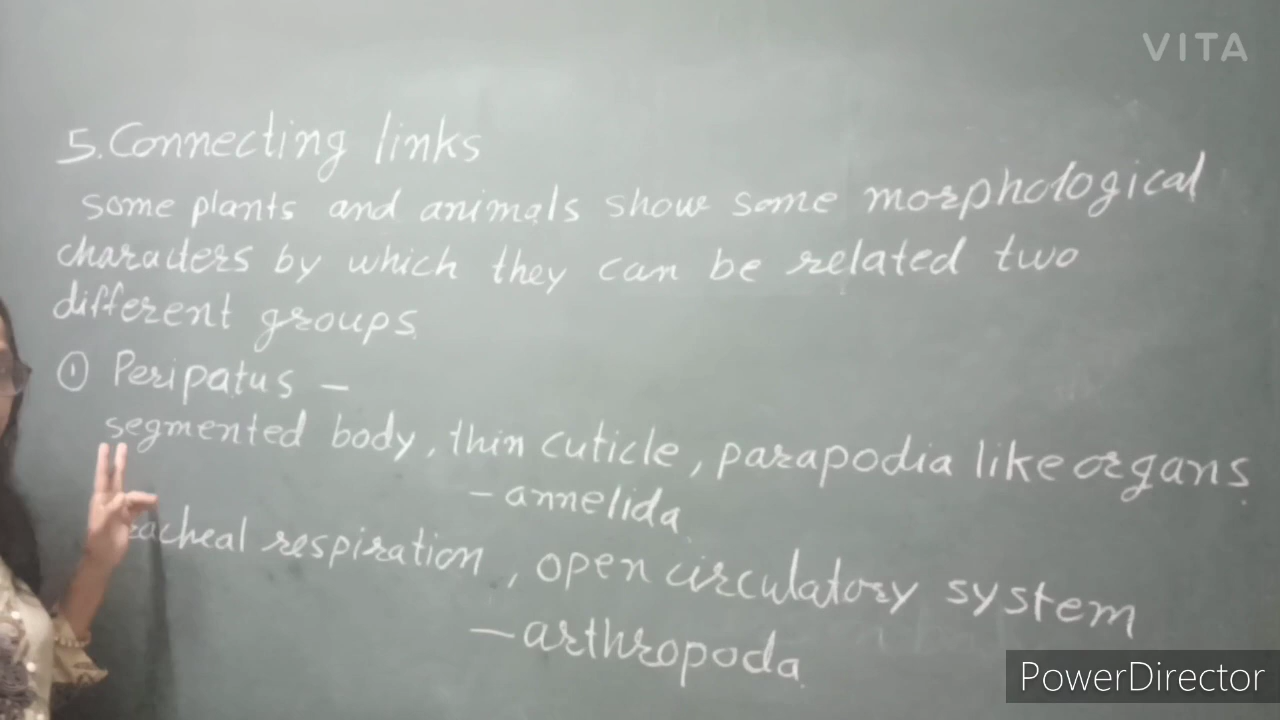 VITA
5. Connecting links
some plants and animals show some morphological
characters by which they can be related two
different groups.
① Peripatus –
segmented body, thin cuticle, parapodia like organs.
– annelida.
respiration, open circulatory system
– arthropoda.
PowerDirector